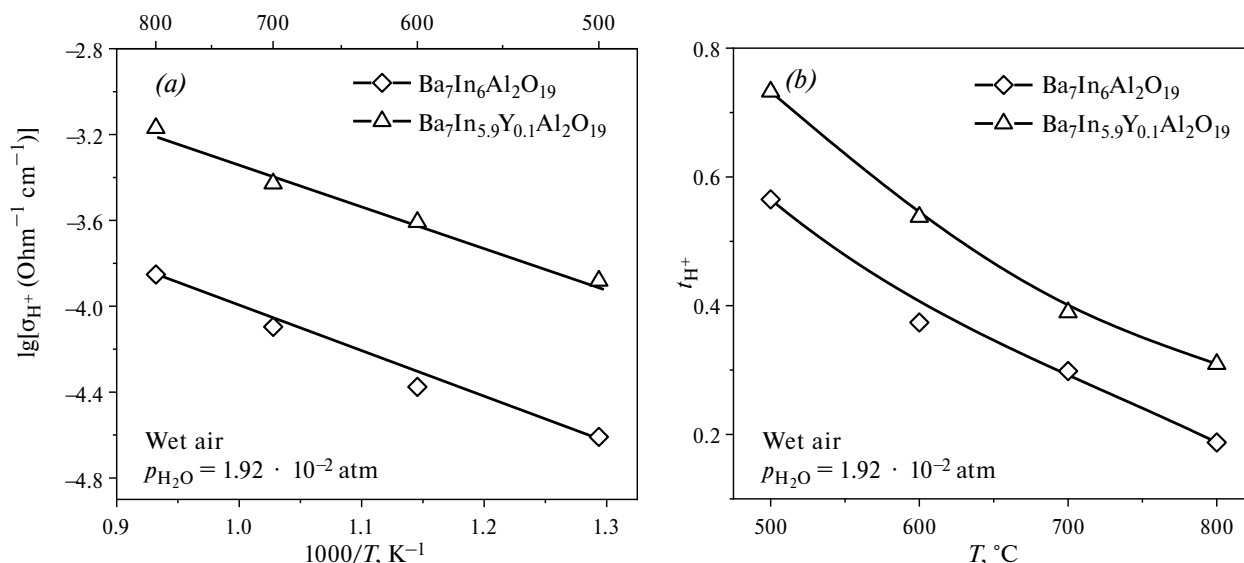 800 700 600 500
−2.8
−3.2
−3.6
−4.0
−4.4
−4.8
lg[σH+ (Ohm−1 cm−1)]
(a)
Ba7In6Al2O19
Ba7In5.9Y0.1Al2O19
Wet air
pH2O = 1.92 · 10−2 atm
0.9 1.0 1.1 1.2 1.3
1000/T, K−1
0.8
0.6
0.4
0.2
tH+
(b)
Ba7In6Al2O19
Ba7In5.9Y0.1Al2O19
Wet air
pH2O = 1.92 · 10−2 atm
500 600 700 800
T, °C